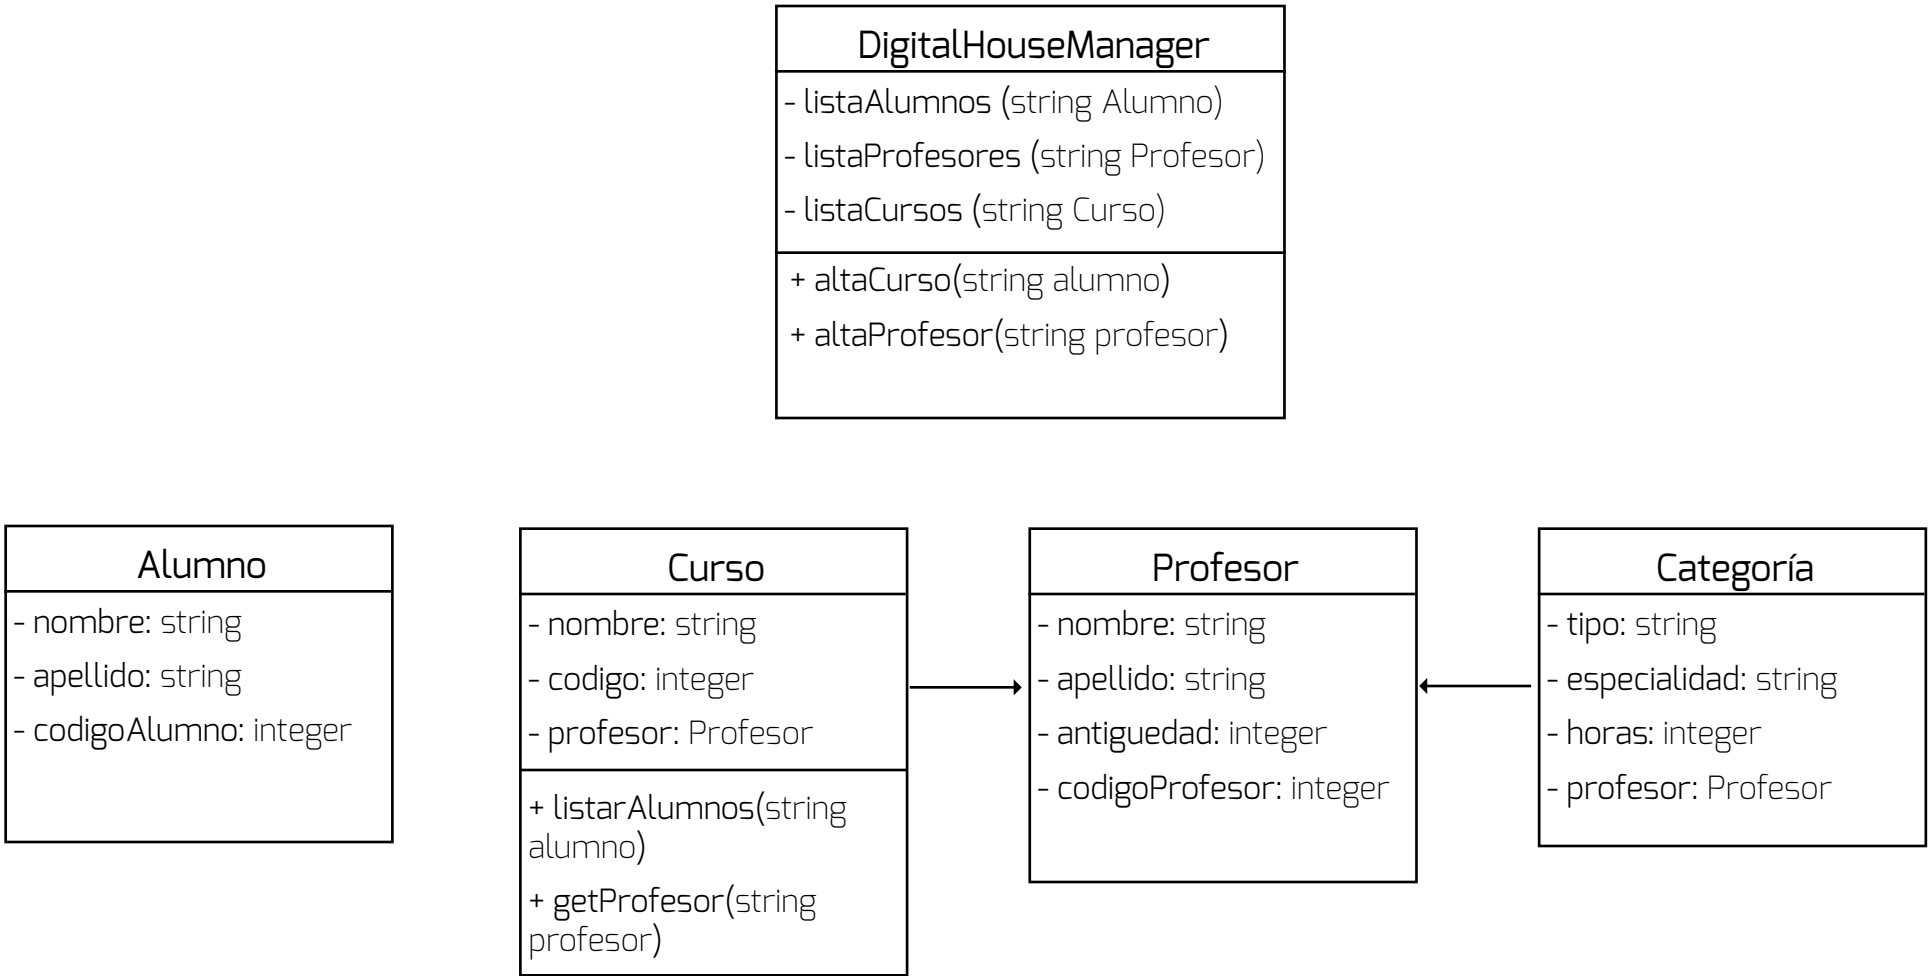 DigitalHouseManager
- listaAlumnos (string Alumno)
- listaProfesores (string Profesor)
- listaCursos (string Curso)
+ altaCurso(string alumno)
+ altaProfesor(string profesor)
Alumno
- nombre: string
- apellido: string
- codigoAlumno: integer
Curso
- nombre: string
- codigo: integer
- profesor: Profesor
+ listarAlumnos(string
alumno)
+ getProfesor(string
profesor)
Profesor
- nombre: string
- apellido: string
- antiguedad: integer
- codigoProfesor: integer
Categoría
- tipo: string
- especialidad: string
- horas: integer
- profesor: Profesor